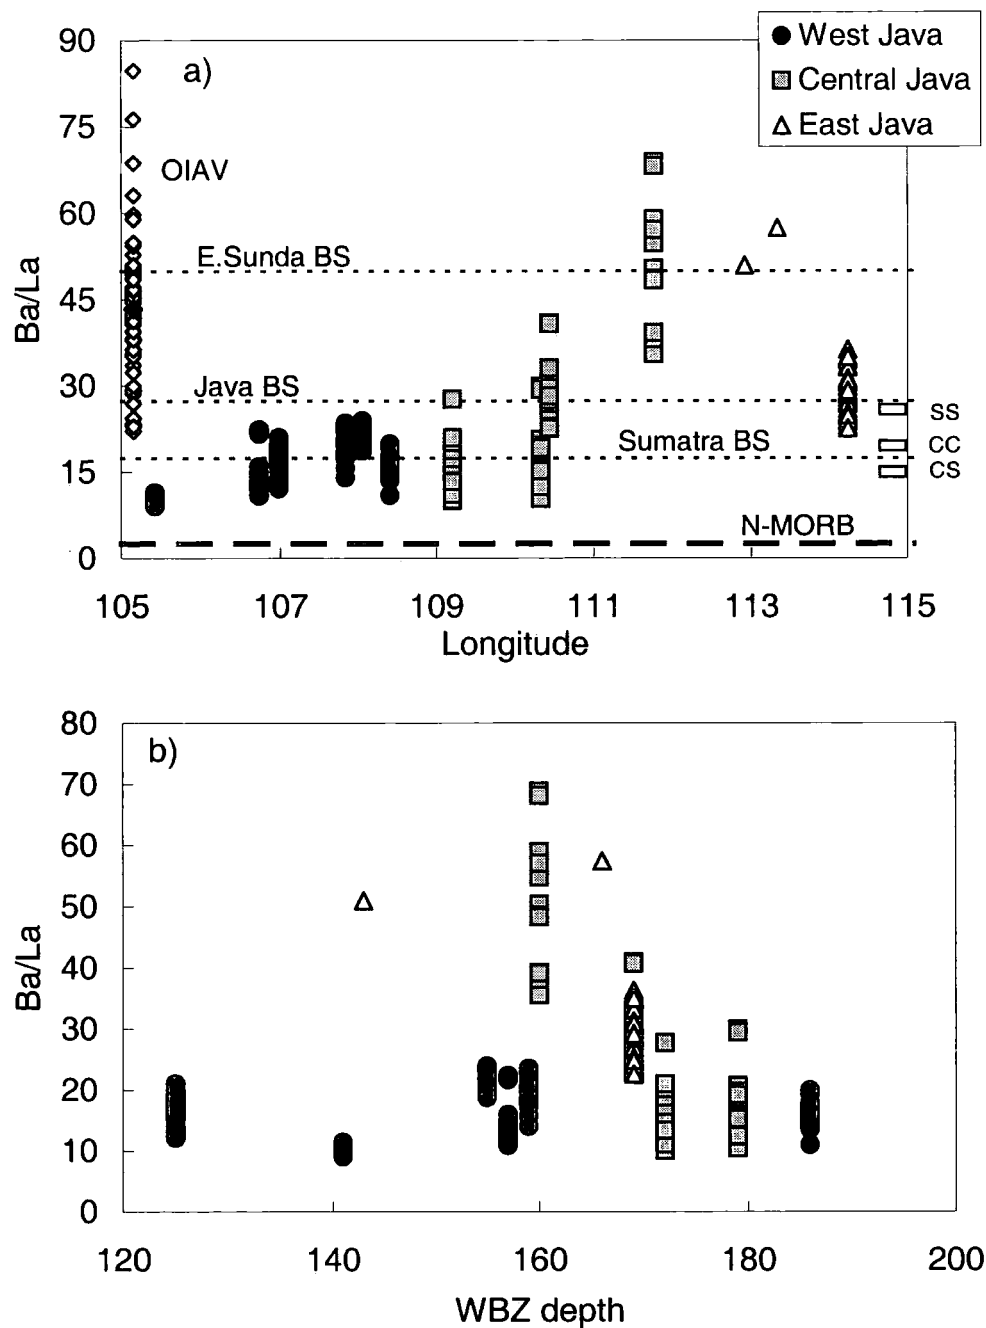 a)
West Java
Central Java
East Java
90
75
60
45
30
15
0
Ba/La
OIAV
E.Sunda BS
Java BS
Sumatra BS
SS
CC
CS
N-MORB
105 107 109 111 113 115
Longitude
b)
80
70
60
50
40
30
20
10
0
Ba/La
120 140 160 180 200
WBZ depth